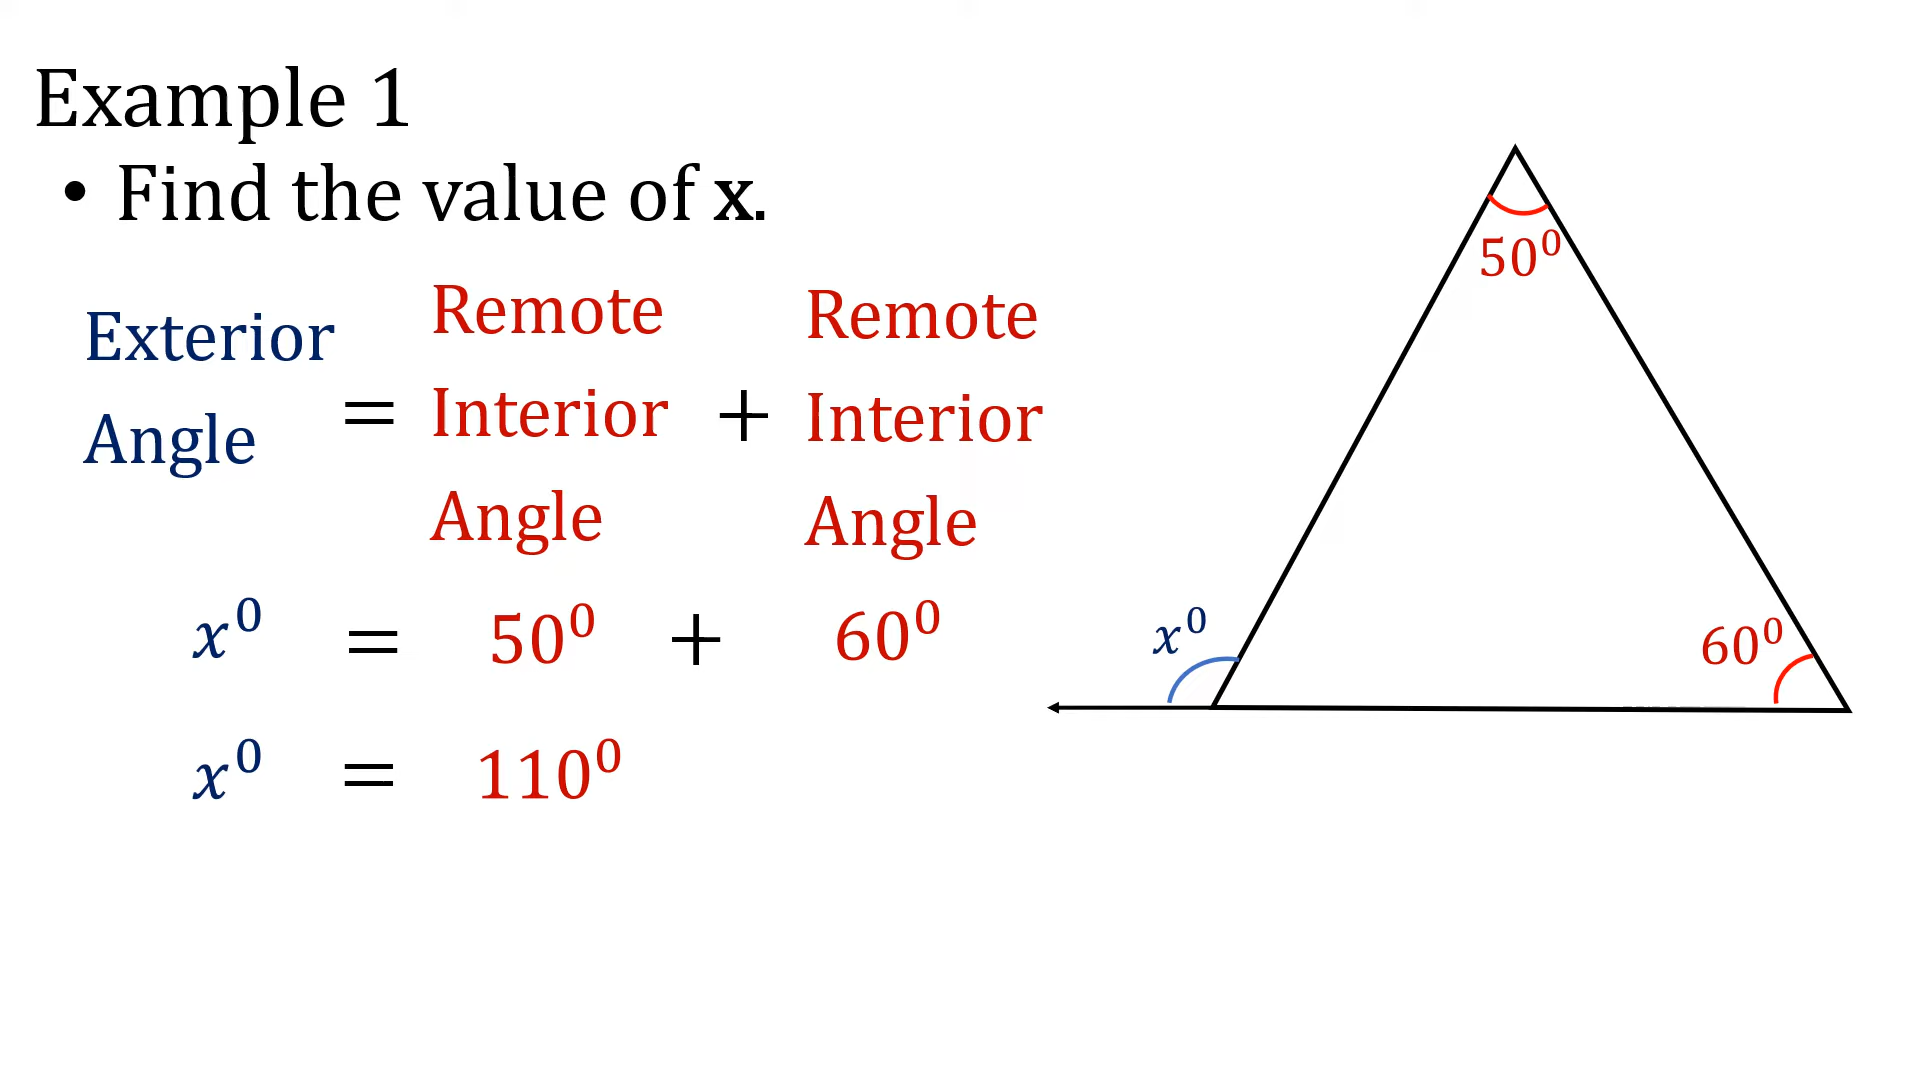 Example 1
• Find the value of x.
Exterior Angle = Remote Interior Angle + Remote Interior Angle
x⁰ = 50⁰ + 60⁰
x⁰ = 110⁰
50⁰
x⁰
60⁰